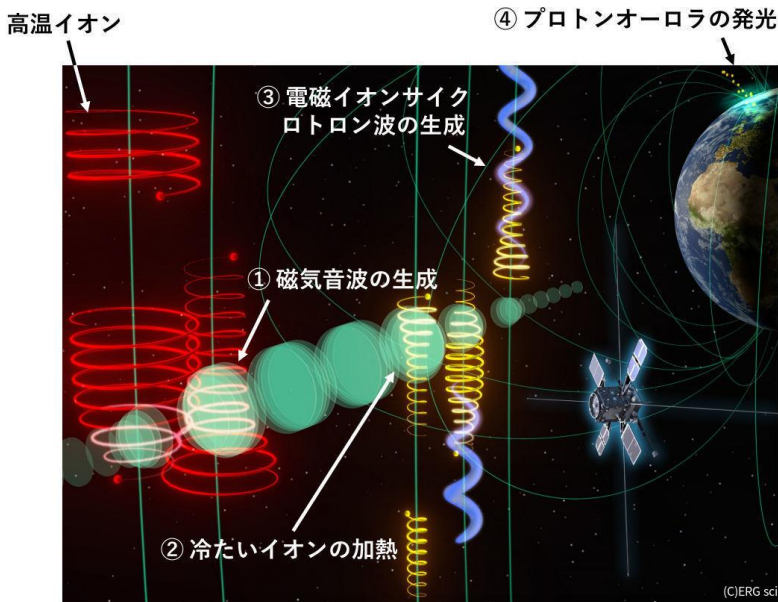 高温イオン
④ プロトンオーロラの発光
③ 電磁イオンサイク
ロトロン波の生成
① 磁気音波の生成
② 冷たいイオンの加熱
(C)ERG sci